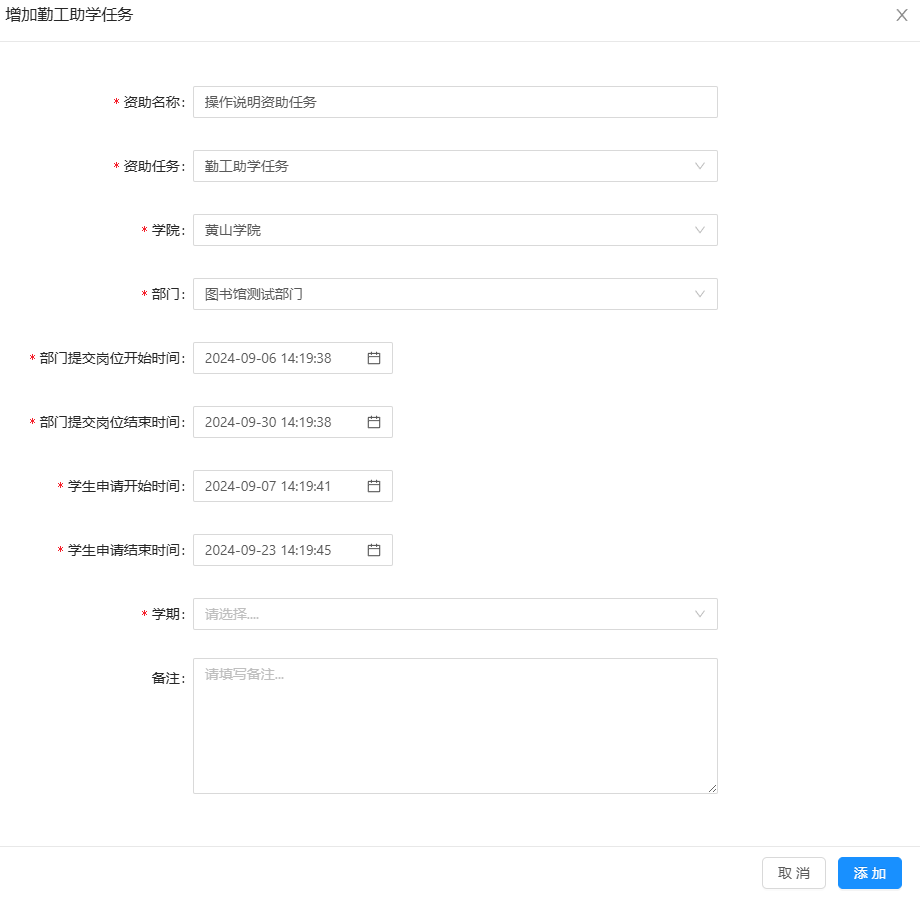 增加勤工助学任务
* 资助名称: 操作说明资助任务
* 资助任务: 勤工助学任务
* 学院: 黄山学院
* 部门: 图书馆测试部门
* 部门提交岗位开始时间: 2024-09-06 14:19:38
* 部门提交岗位结束时间: 2024-09-30 14:19:38
* 学生申请开始时间: 2024-09-07 14:19:41
* 学生申请结束时间: 2024-09-23 14:19:45
* 学期: 请选择....
备注: 请填写备注...
取 消 添 加